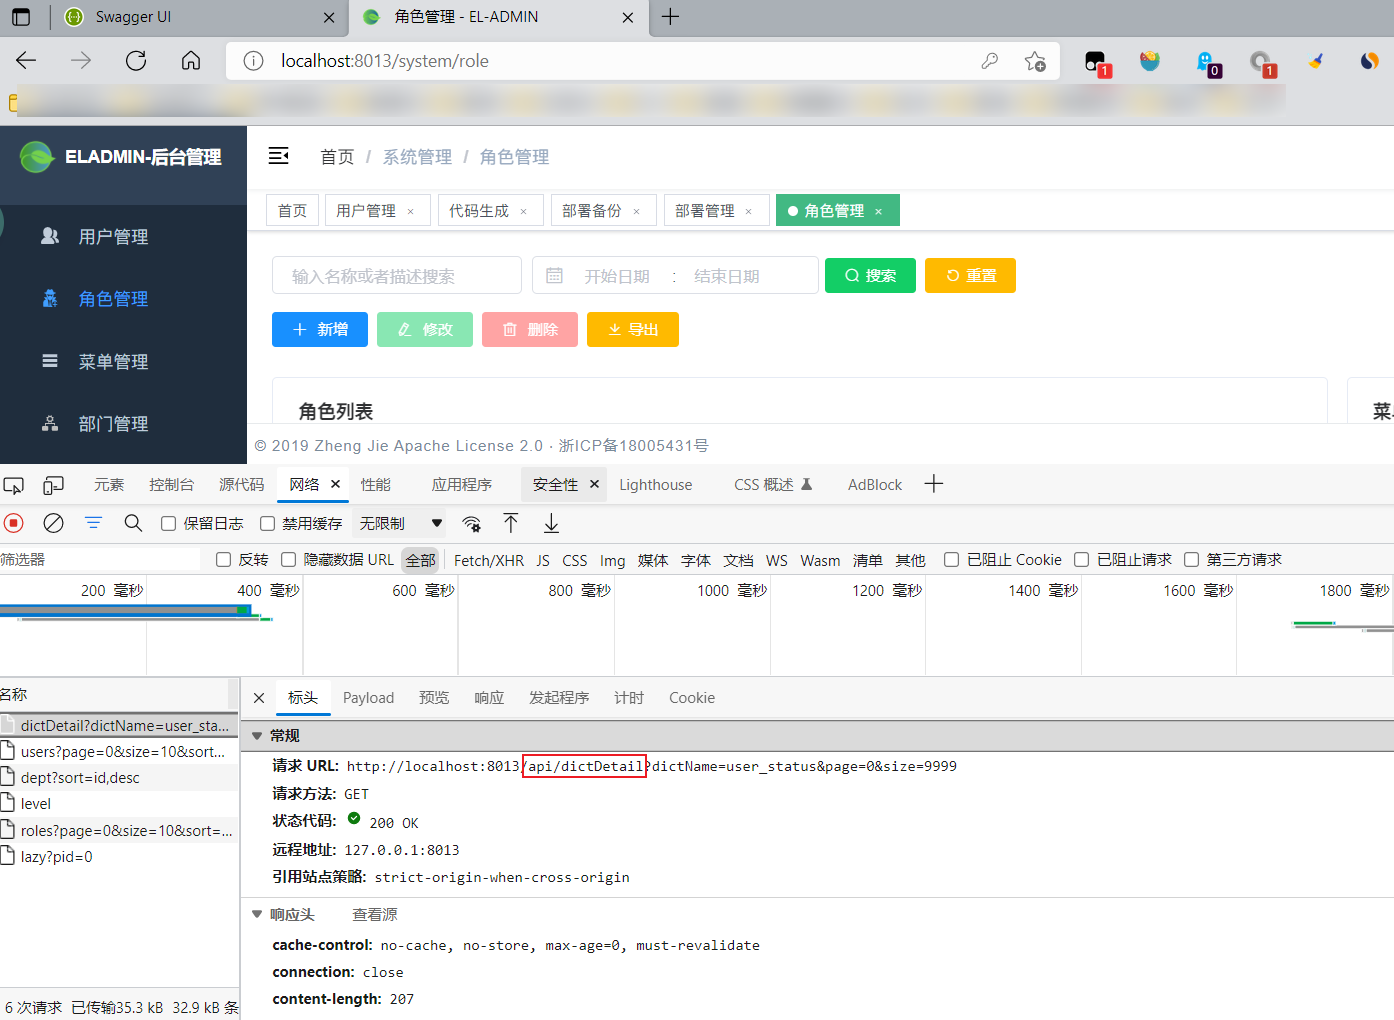 Swagger UI
角色管理 - EL-ADMIN
localhost:8013/system/role
1
0
1
ELADMIN-后台管理
首页 / 系统管理 / 角色管理
首页 用户管理 × 代码生成 × 部署备份 × 部署管理 × 角色管理 ×
用户管理
角色管理
菜单管理
部门管理
输入名称或者描述搜索 开始日期 : 结束日期 搜索 重置
新增 修改 删除 导出
角色列表
© 2019 Zheng Jie Apache License 2.0 · 浙ICP备18005431号
元素 控制台 源代码 网络 × 性能 应用程序 安全性 × Lighthouse CSS 概述 AdBlock
保留日志 禁用缓存 无限制
筛选器 反转 隐藏数据 URL 全部 Fetch/XHR JS CSS Img 媒体 字体 文档 WS Wasm 清单 其他 已阻止 Cookie 已阻止请求 第三方请求
200 毫秒 400 毫秒 600 毫秒 800 毫秒 1000 毫秒 1200 毫秒 1400 毫秒 1600 毫秒 1800 毫秒
名称
dictDetail?dictName=user_sta...
users?page=0&size=10&sort...
dept?sort=id,desc
level
roles?page=0&size=10&sort=...
lazy?pid=0
6 次请求 已传输35.3 kB 32.9 kB 条
标头 Payload 预览 响应 发起程序 计时 Cookie
常规
请求 URL: http://localhost:8013/api/dictDetail?dictName=user_status&page=0&size=9999
请求方法: GET
状态代码: 200 OK
远程地址: 127.0.0.1:8013
引用站点策略: strict-origin-when-cross-origin
响应头 查看源
cache-control: no-cache, no-store, max-age=0, must-revalidate
connection: close
content-length: 207